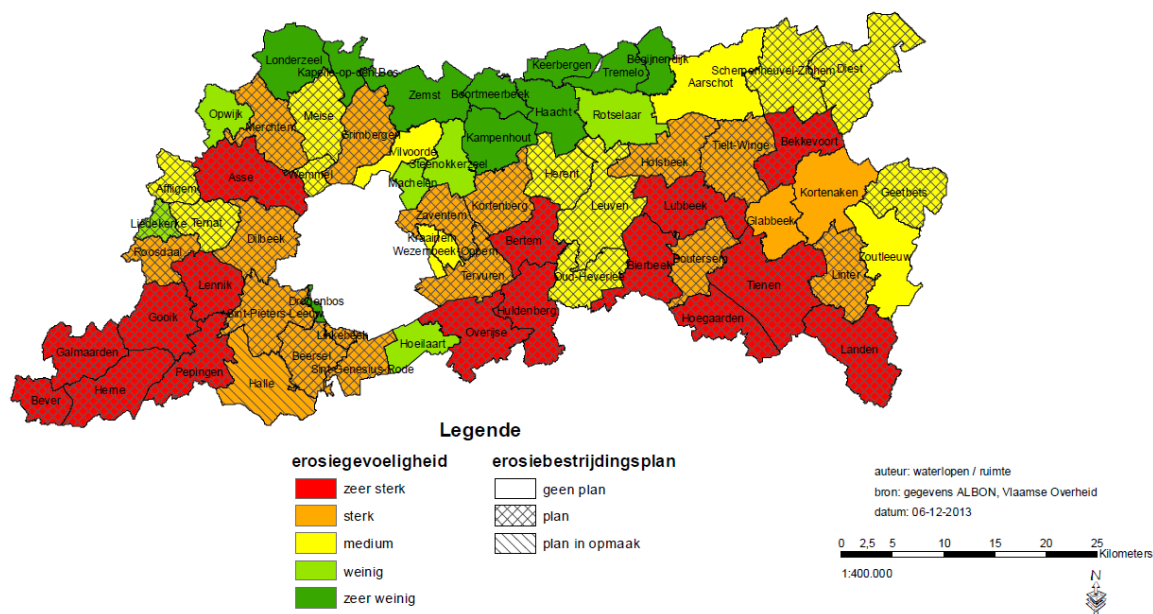 Londerzeel
Kapelle-op-den-Bos
Keerbergen
Begijnendijk
Tremelo
Scherpenheuvel-Zichem
Diest
Aarschot
Zemst
Boortmeerbeek
Haacht
Rotselaar
Opwijk
Merchtem
Meise
Grimbergen
Kampenhout
Vilvoorde
Steenokkerzeel
Machelen
Holsbeek
Tielt-Winge
Bekkevoort
Herent
Asse
Wemmel
Affligem
Leuven
Lubbeek
Kortenaken
Geetbets
Glabbeek
Liedekerke
Ternat
Zaventem
Kortenberg
Dilbeek
Kraainem
Wezembeek-Oppem
Bertem
Roosdaal
Boutersem
Zoutleeuw
Bierbeek
Oud-Heverlee
Linter
Tervuren
Tienen
Lennik
Drogenbos
Sint-Pieters-Leeuw
Huldenberg
Gooik
Overijse
Hoegaarden
Linkebeek
Hoeilaart
Landen
Galmaarden
Beersel
Sint-Genesius-Rode
Pepingen
Halle
Herne
Bever
Legende
erosiegevoeligheid
zeer sterk
sterk
medium
weinig
zeer weinig
erosiebestrijdingsplan
geen plan
plan
plan in opmaak
auteur: waterlopen / ruimte
bron: gegevens ALBON, Vlaamse Overheid
datum: 06-12-2013
0 2,5 5 10 15 20 25
Kilometers
1:400.000
N